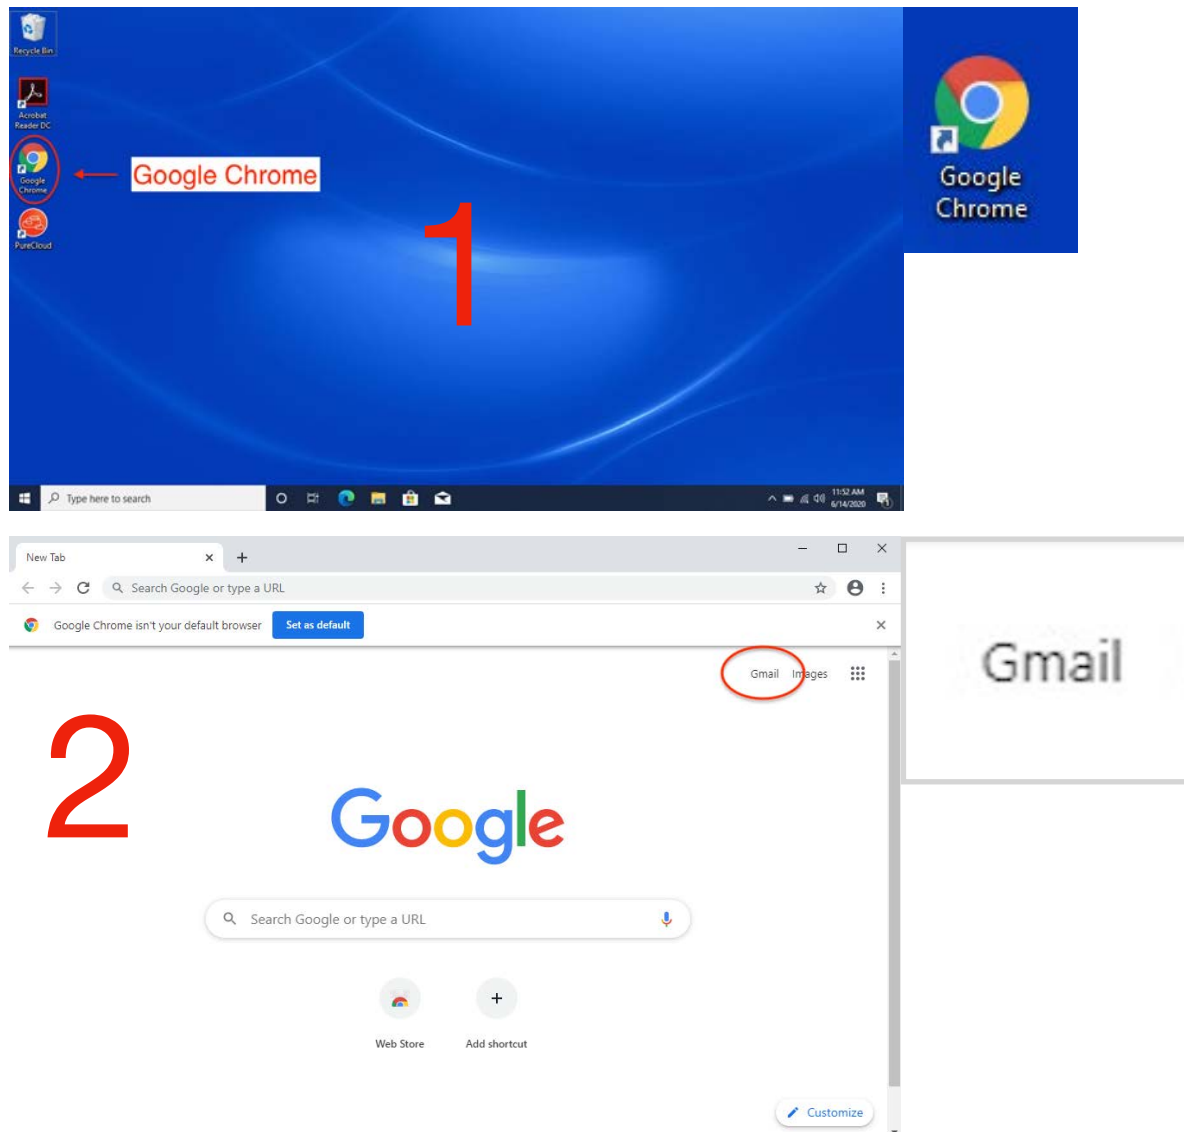 Recycle Bin
Acrobat
Reader DC
Google
Chrome
Google Chrome
PureCloud
1
Type here to search
11:52 AM
6/14/2020
Google
Chrome
New Tab
Search Google or type a URL
Google Chrome isn't your default browser Set as default
Gmail Images
2
Google
Search Google or type a URL
Web Store Add shortcut
Customize
Gmail